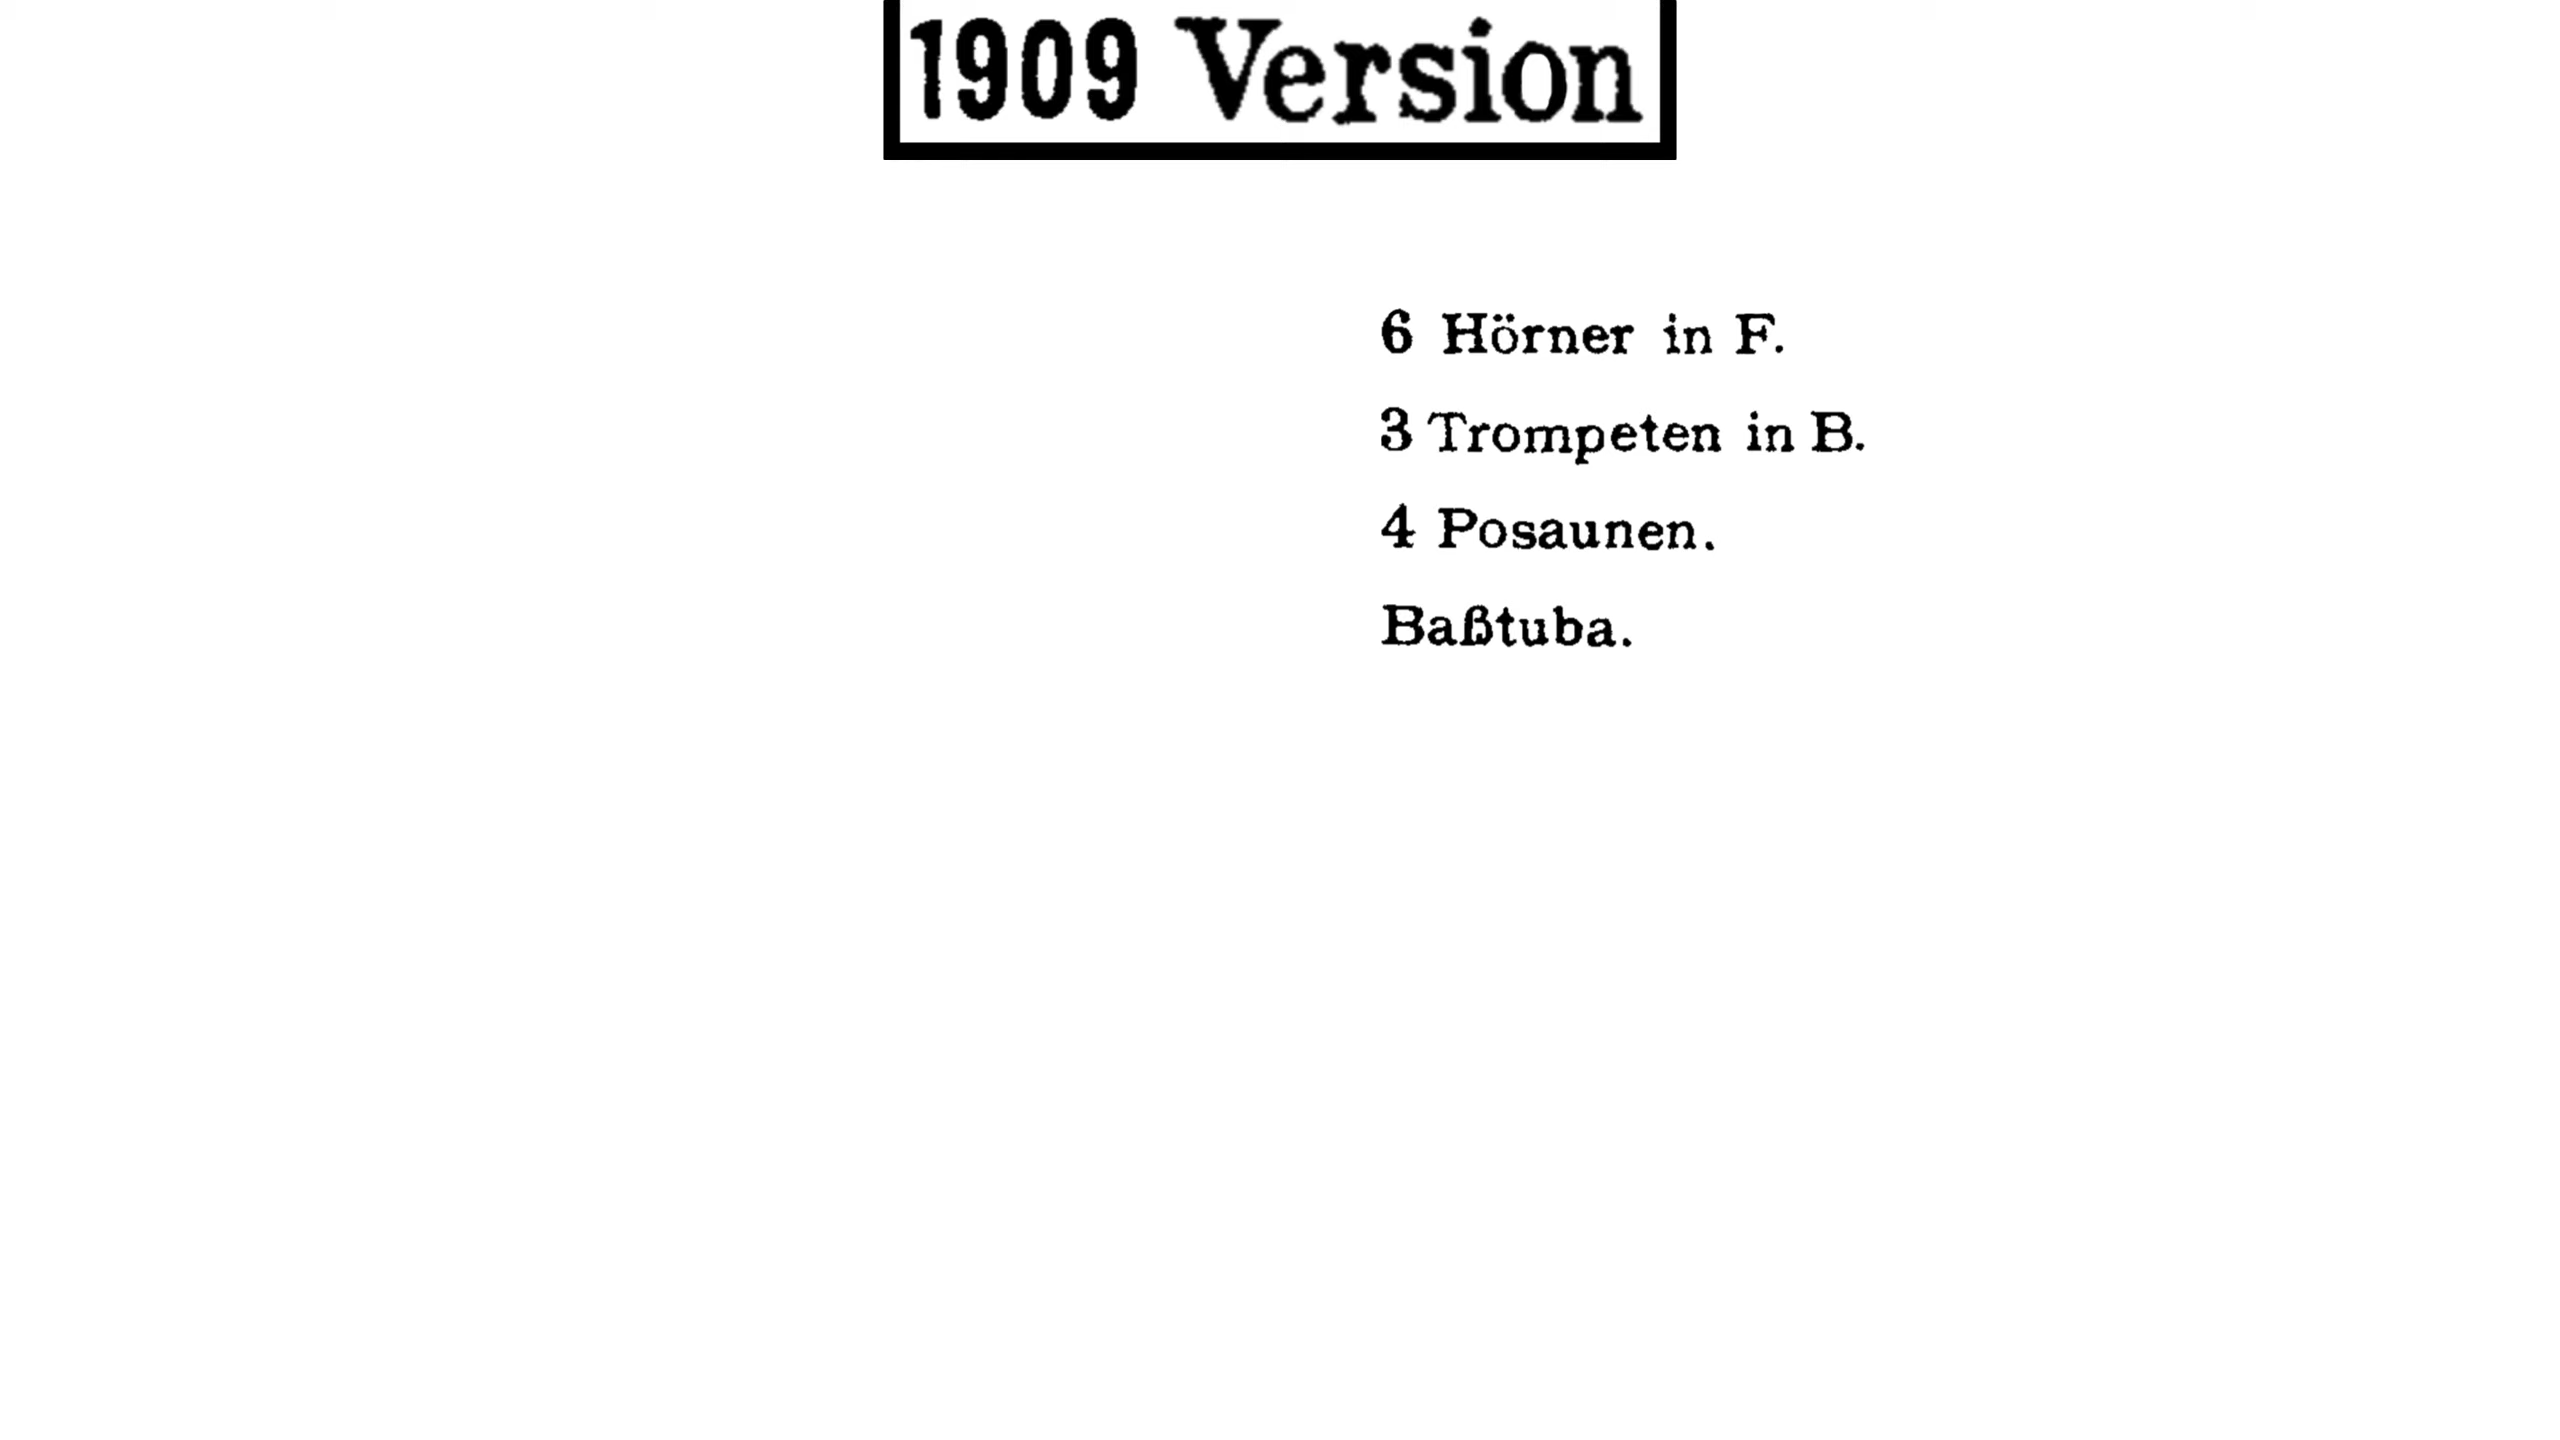 1909 Version
6 Hörner in F.
3 Trompeten in B.
4 Posaunen.
Baßtuba.